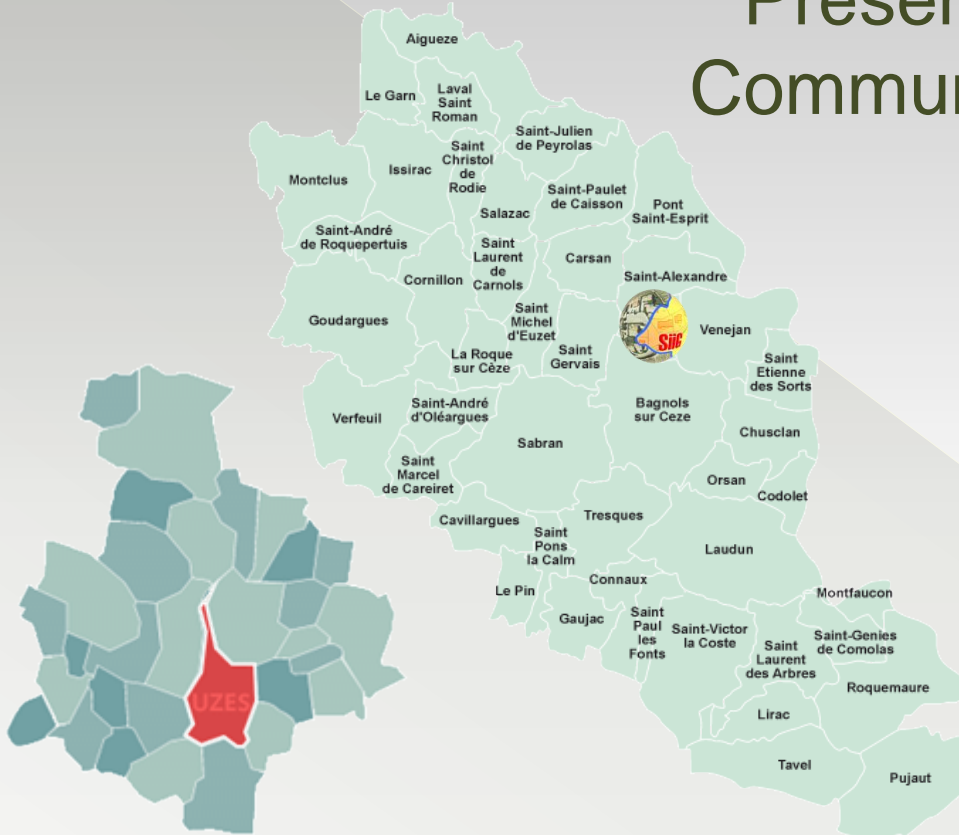 Présen
Commun
Aigueze
Le Garn
Laval
Saint
Roman
Saint-Julien
de Peyrolas
Saint
Christol
de
Rodie
Issirac
Montclus
Saint-Paulet
de Caisson
Pont
Saint-Esprit
Salazac
Saint-André
de Roquepertuis
Saint
Laurent
de
Carnols
Carsan
Cornillon
Saint-Alexandre
Goudargues
Saint
Michel
d'Euzet
Siig
Venejan
La Roque
sur Cèze
Saint
Gervais
Saint
Etienne
des Sorts
Verfeuil
Saint-André
d'Oléargues
Bagnols
sur Ceze
Chusclan
Sabran
Saint
Marcel
de Careiret
Orsan
Codolet
Cavillargues
Tresques
Saint
Pons
la Calm
Laudun
Le Pin
Connaux
Montfaucon
Gaujac
Saint
Paul
les
Fonts
Saint-Victor
la Coste
Saint
Laurent
des Arbres
Saint-Genies
de Comolas
Roquemaure
UZES
Lirac
Tavel
Pujaut